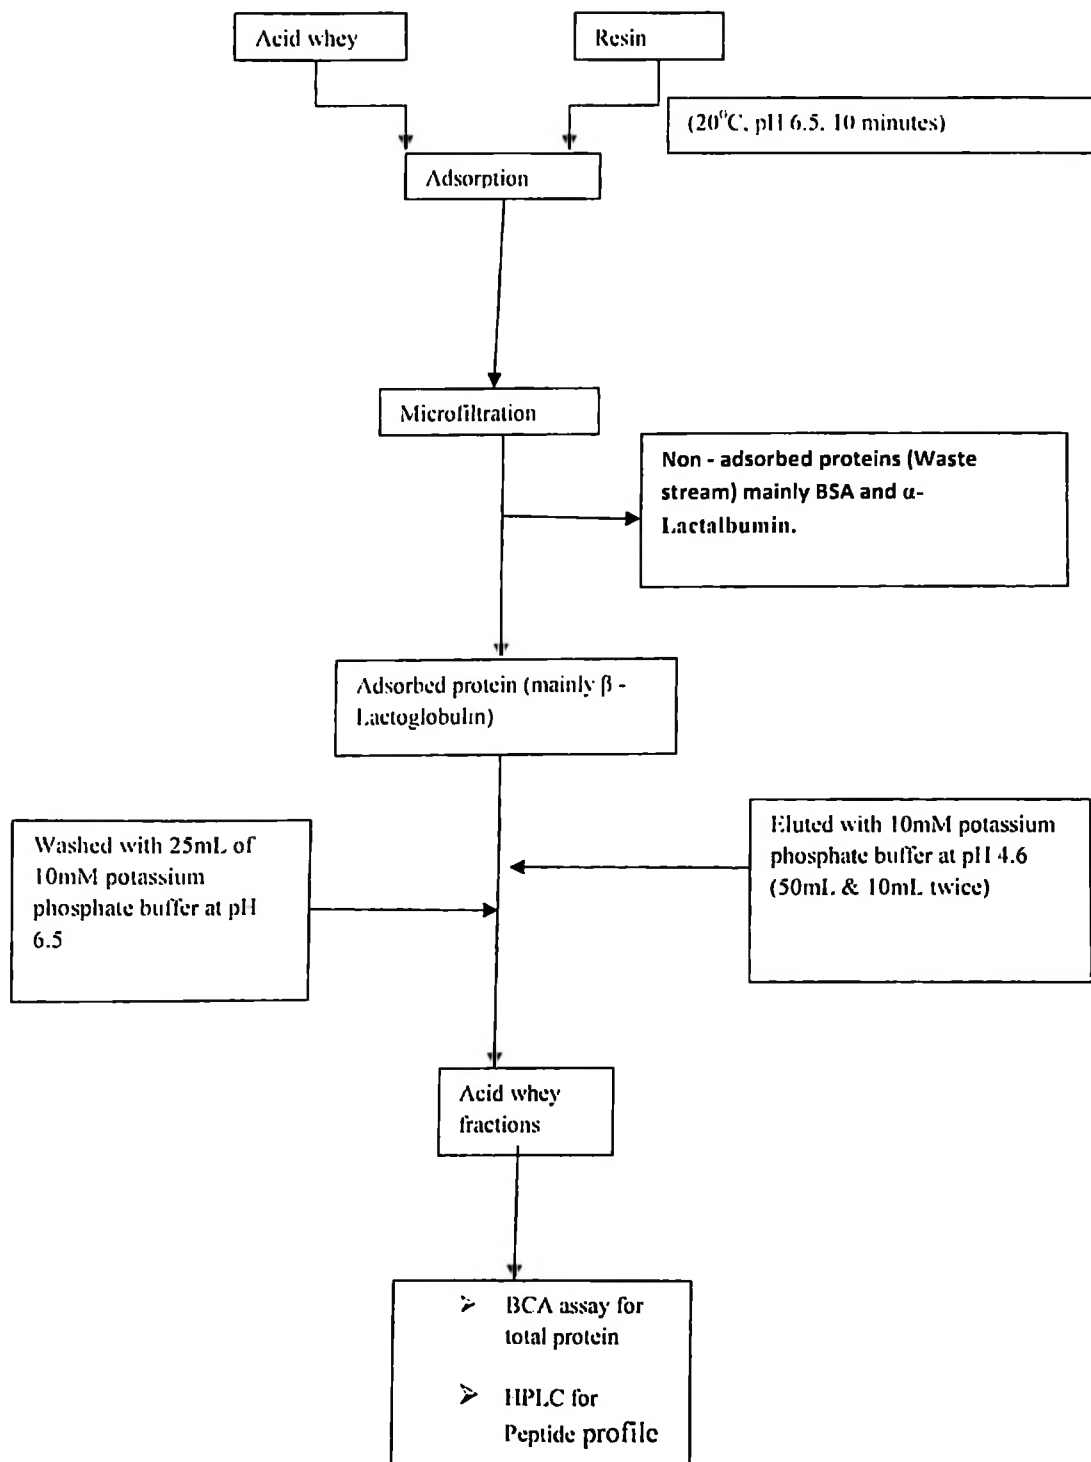 Acid whey
Resin
(20⁰C, pH 6.5, 10 minutes)
Adsorption
Microfiltration
Non - adsorbed proteins (Waste
stream) mainly BSA and α-
Lactalbumin.
Adsorbed protein (mainly β -
Lactoglobulin)
Washed with 25mL of
10mM potassium
phosphate buffer at pH
6.5
Eluted with 10mM potassium
phosphate buffer at pH 4.6
(50mL & 10mL twice)
Acid whey
fractions
➢ BCA assay for
total protein
➢ HPLC for
Peptide profile